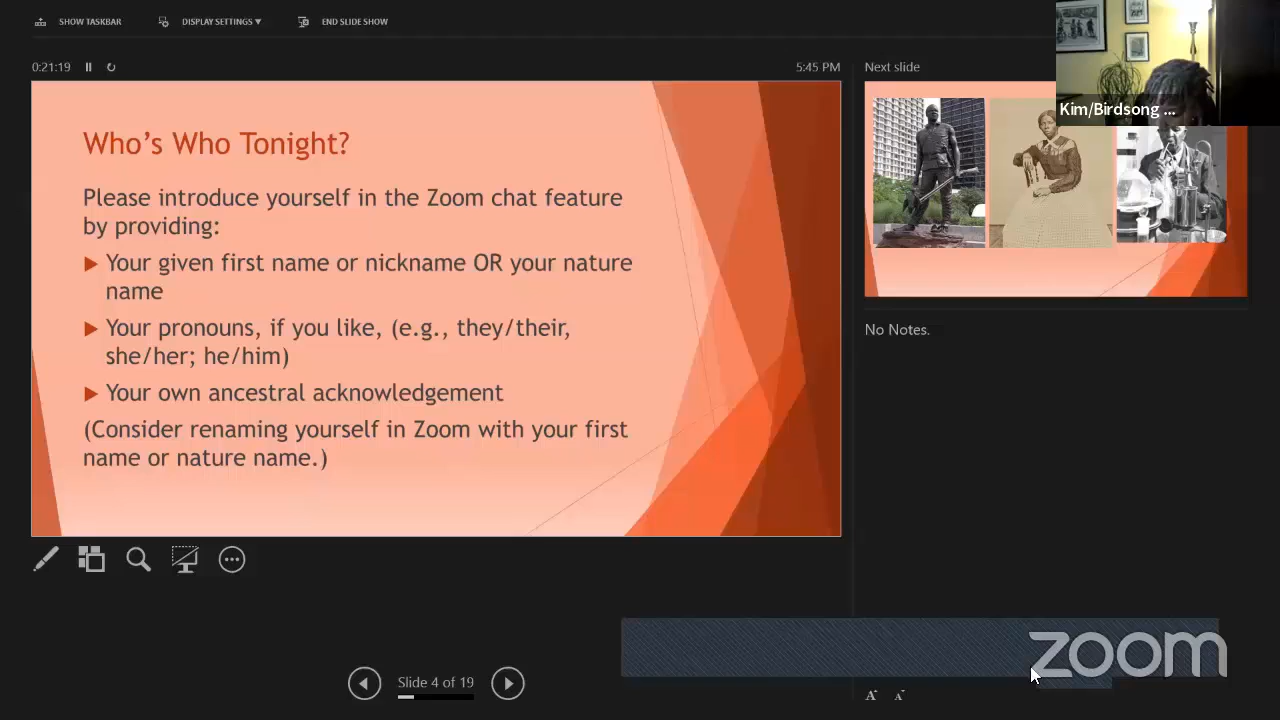 SHOW TASKBAR
DISPLAY SETTINGS ▼
END SLIDE SHOW
0:21:19
5:45 PM
Next slide
Kim/Birdsong ...
Who's Who Tonight?
Please introduce yourself in the Zoom chat feature
by providing:
Your given first name or nickname OR your nature
name
Your pronouns, if you like, (e.g., they/their,
she/her; he/him)
Your own ancestral acknowledgement
(Consider renaming yourself in Zoom with your first
name or nature name.)
No Notes.
Slide 4 of 19
A A
zoom